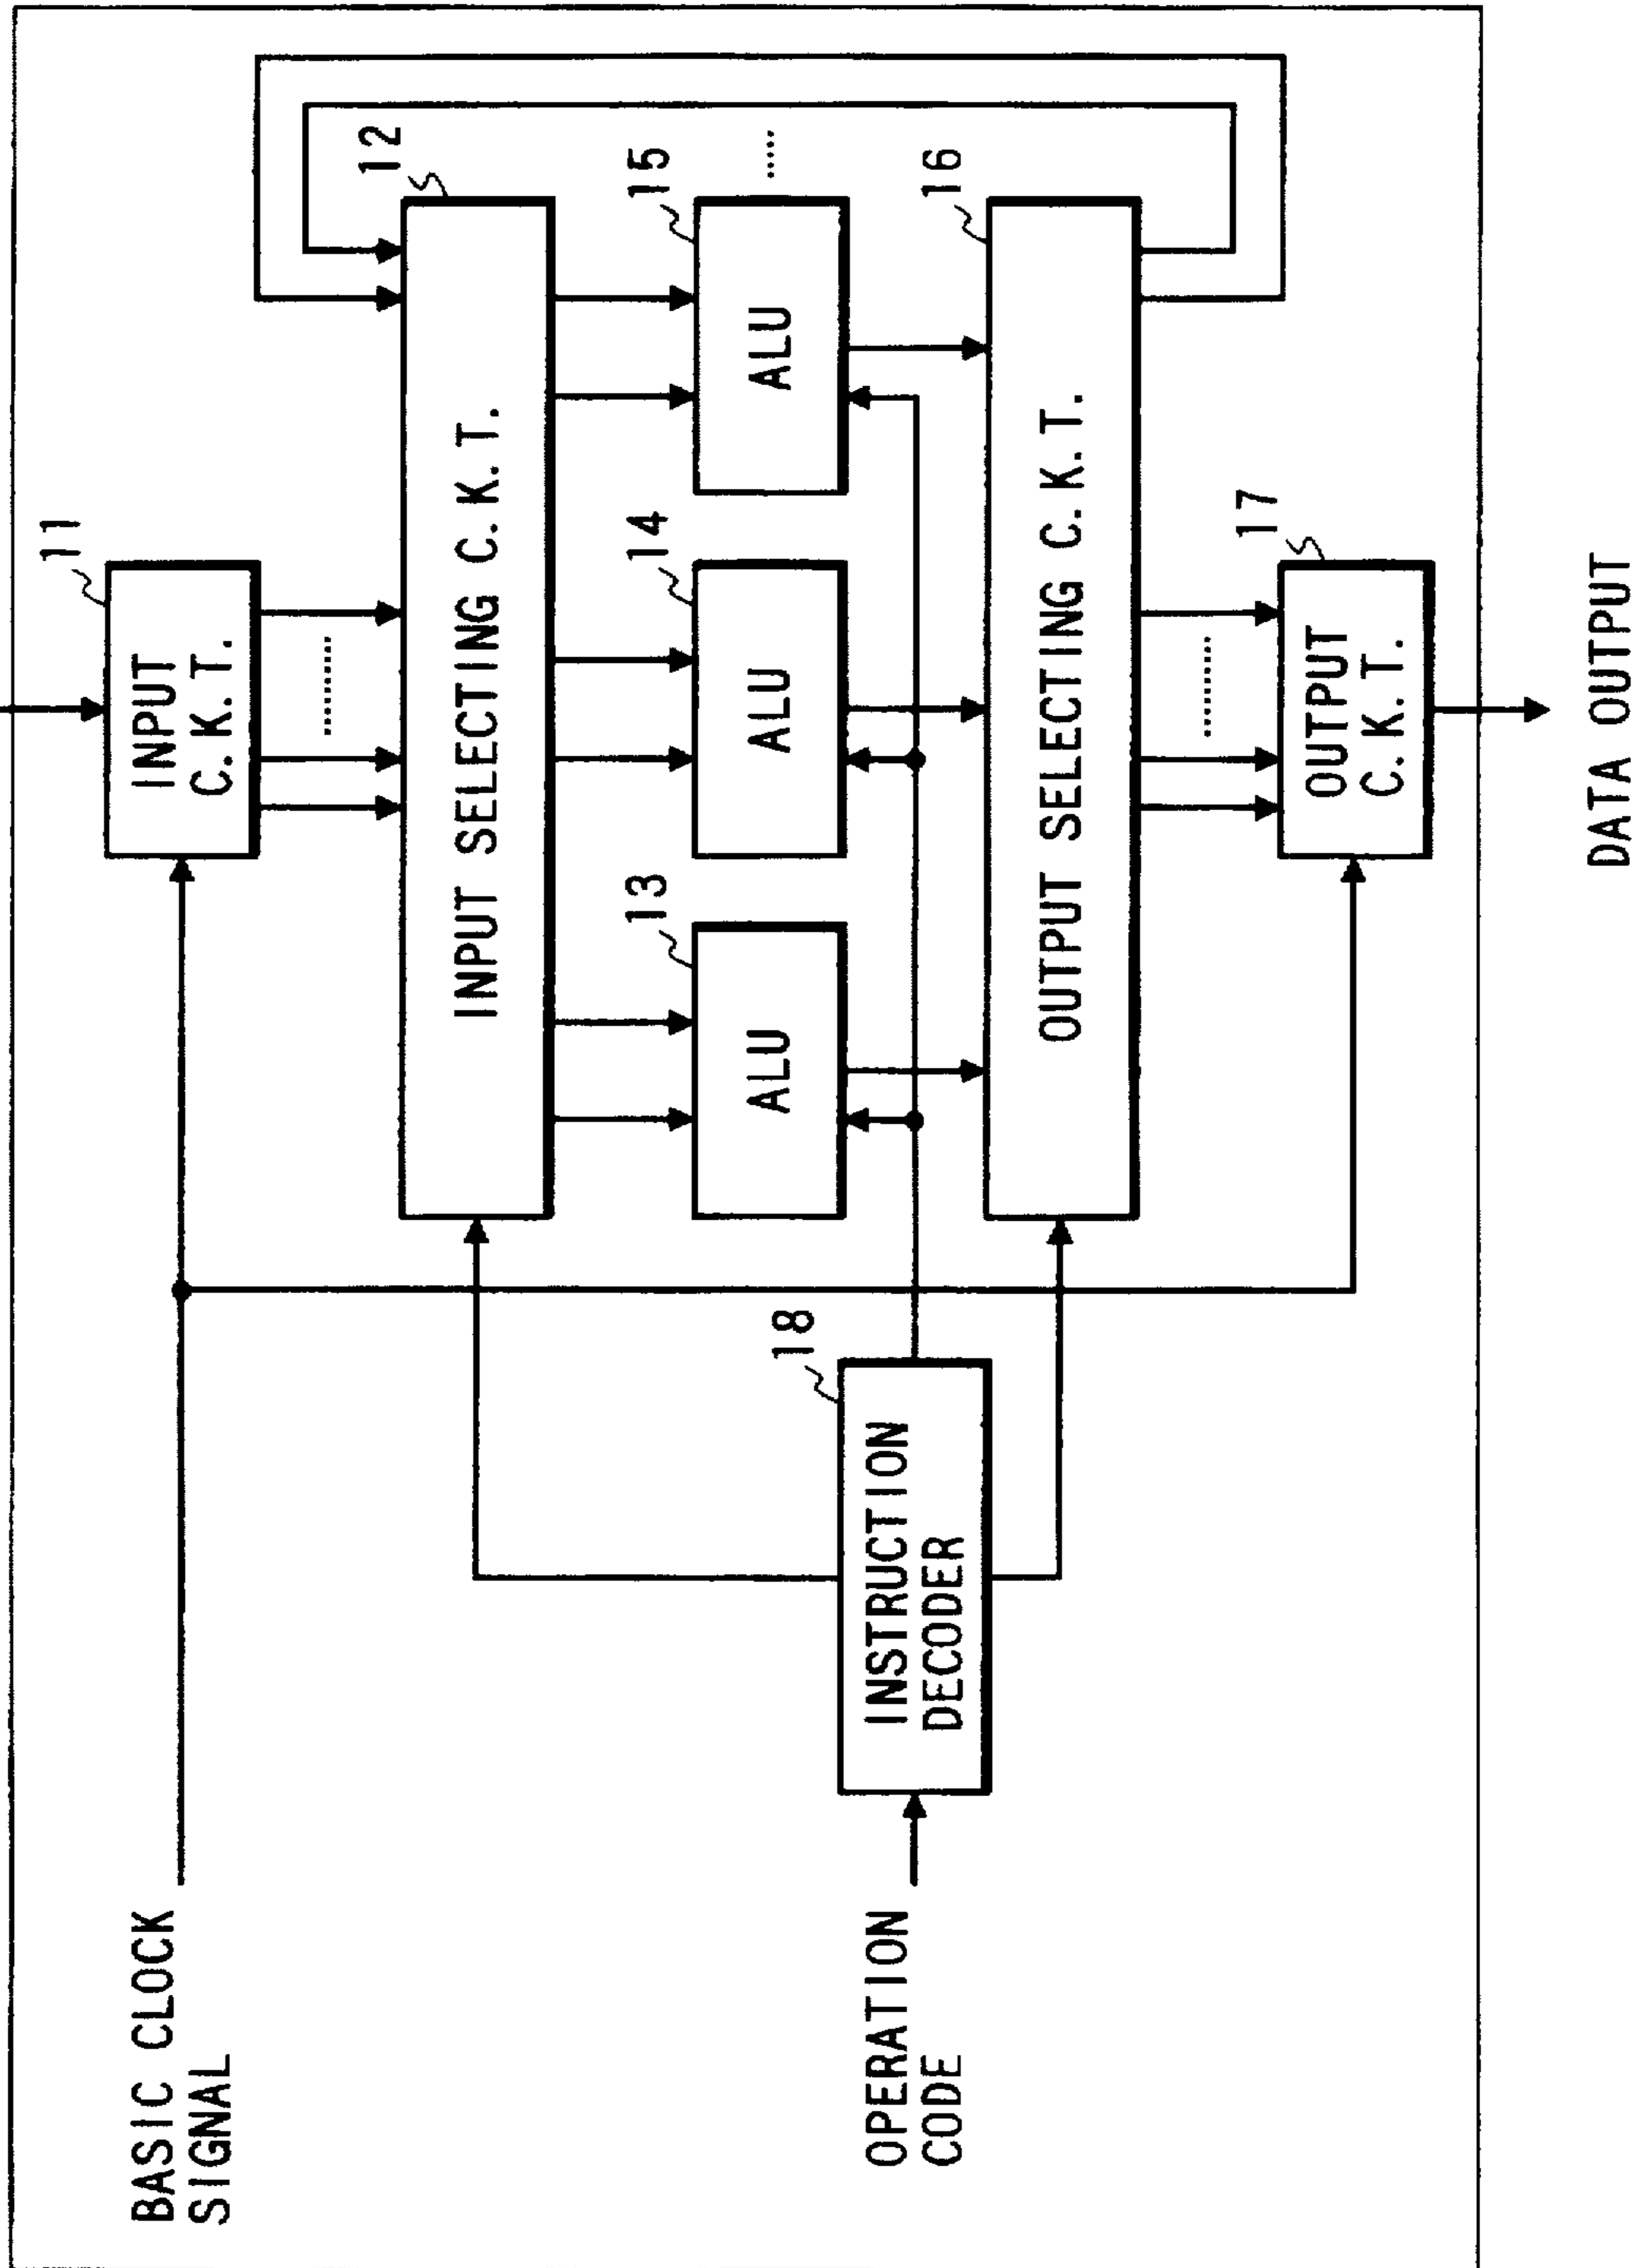 BASIC CLOCK
SIGNAL
11
INPUT
C.K.T.
12
INPUT SELECTING C.K.T.
13
ALU
14
ALU
15
ALU
16
OUTPUT SELECTING C.K.T.
17
OUTPUT
C.K.T.
18
INSTRUCTION
DECODER
OPERATION
CODE
DATA OUTPUT